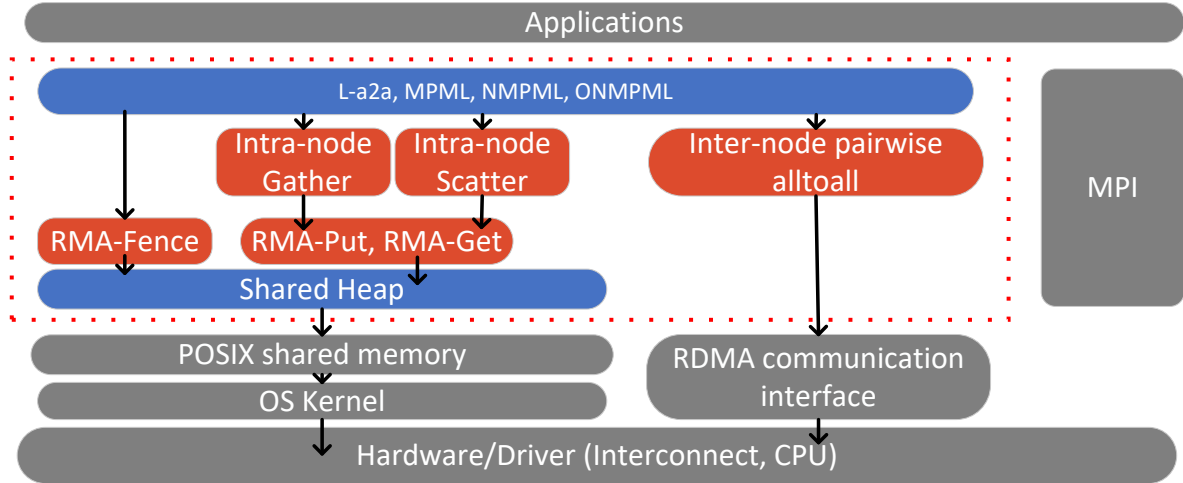 Applications
L-a2a, MPML, NMPML, ONMPML
Intra-node
Gather
Intra-node
Scatter
Inter-node pairwise
alltoall
MPI
RMA-Fence
RMA-Put, RMA-Get
Shared Heap
POSIX shared memory
RDMA communication
interface
OS Kernel
Hardware/Driver (Interconnect, CPU)